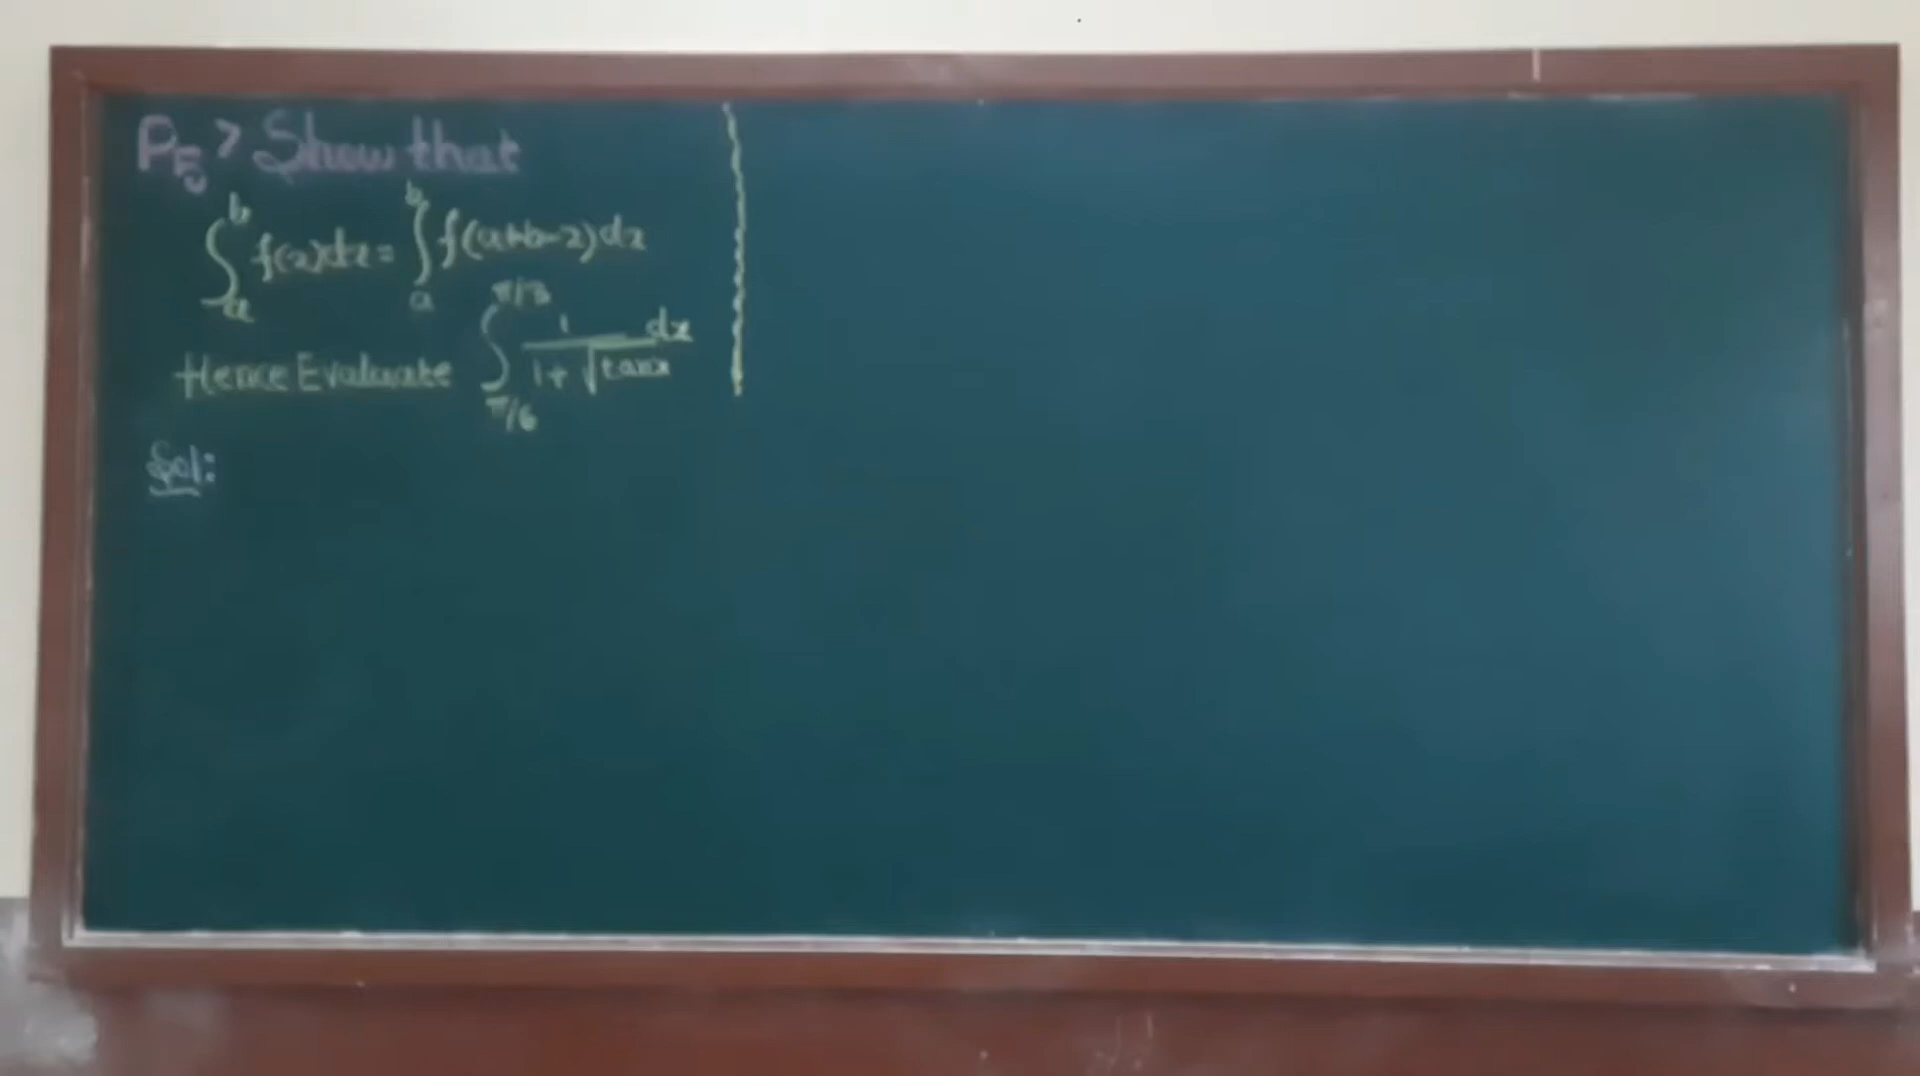 P5> Show that
∫_a^b f(x)dx = ∫_a^b f(a+b-x)dx
Hence Evaluate ∫_{π/6}^{π/3} 1/(1+√tanx) dx
Sol: